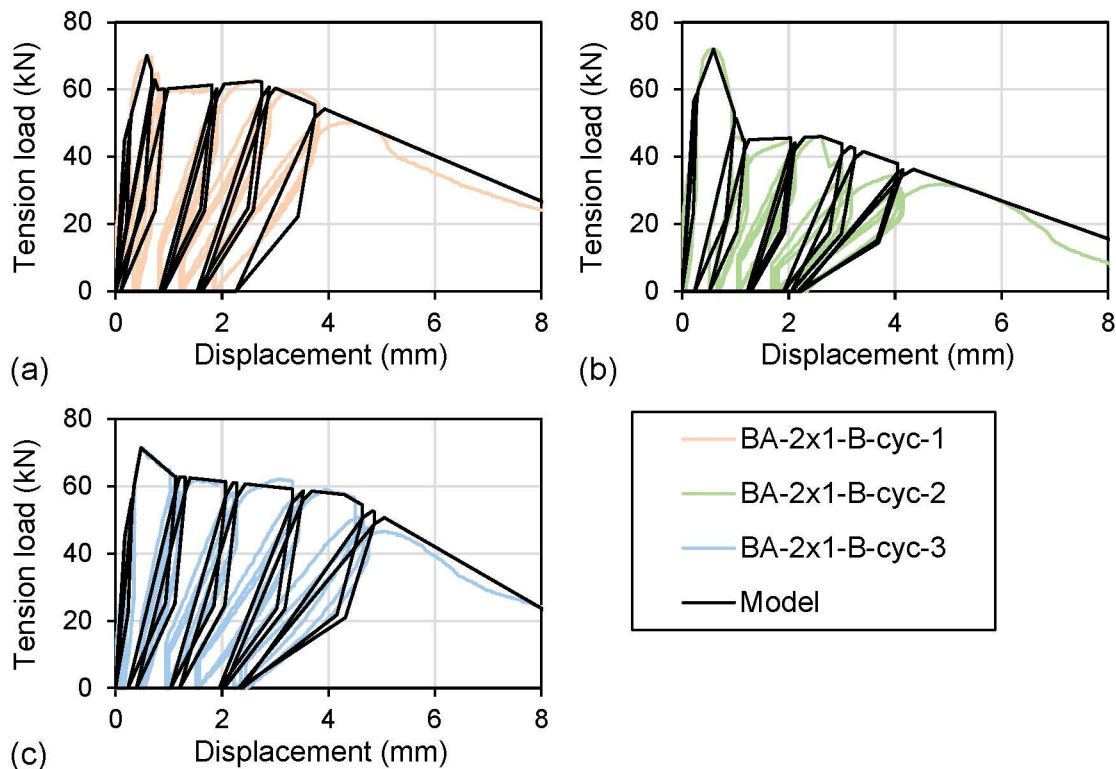 80
60
40
20
0
Tension load (kN)
0 2 4 6 8
Displacement (mm)
(a)
80
60
40
20
0
Tension load (kN)
0 2 4 6 8
Displacement (mm)
(b)
80
60
40
20
0
Tension load (kN)
0 2 4 6 8
Displacement (mm)
(c)
BA-2x1-B-cyc-1
BA-2x1-B-cyc-2
BA-2x1-B-cyc-3
Model